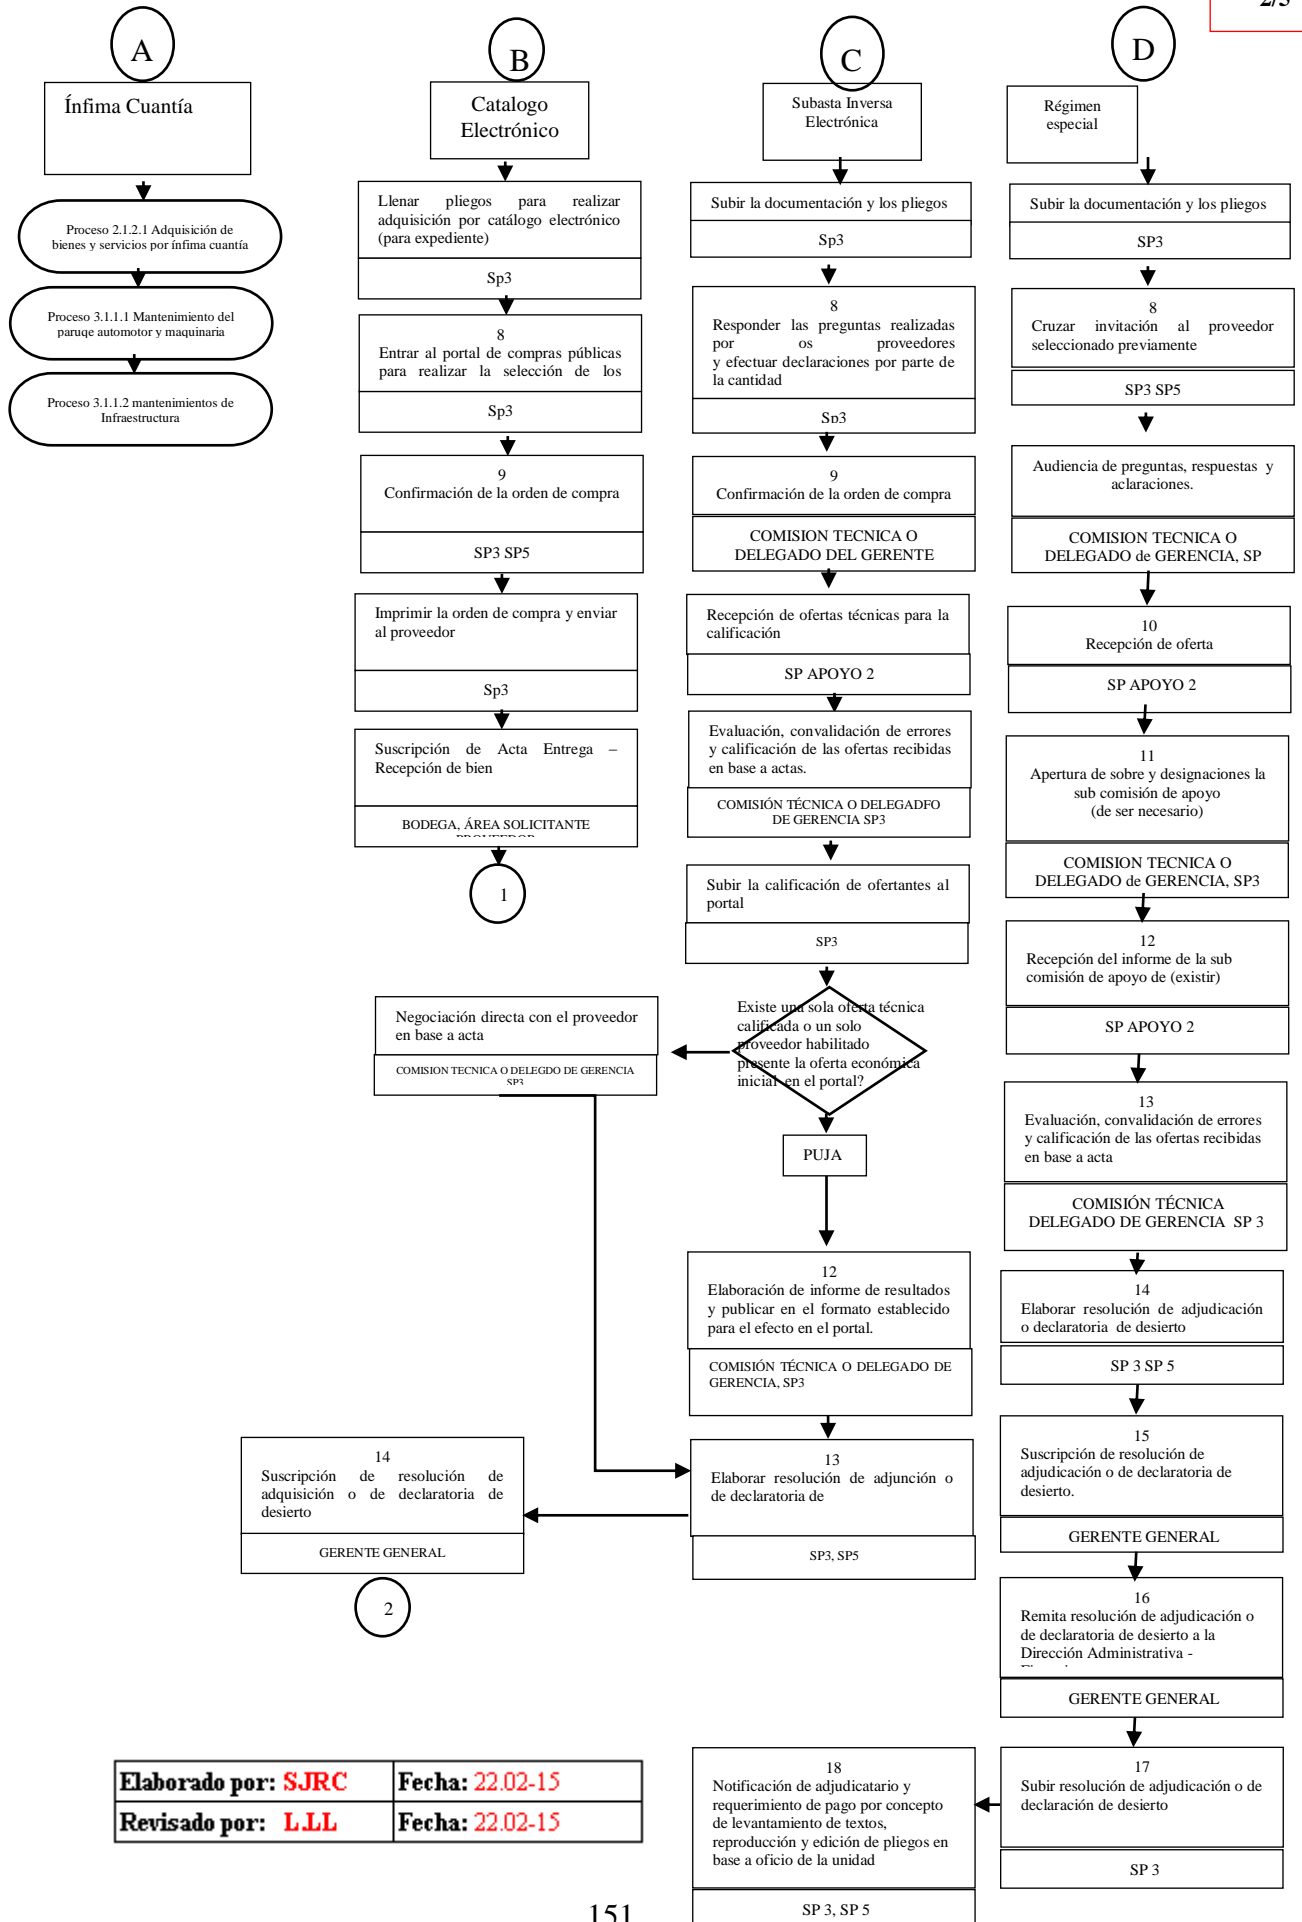 2/5
A
Ínfima Cuantía
Proceso 2.1.2.1 Adquisición de
bienes y servicios por ínfima cuantía
Proceso 3.1.1.1 Mantenimiento del
paruqe automotor y maquinaria
Proceso 3.1.1.2 mantenimientos de
Infraestructura
B
Catalogo
Electrónico
Llenar pliegos para realizar
adquisición por catálogo electrónico
(para expediente)
Sp3
8
Entrar al portal de compras públicas
para realizar la selección de los
Sp3
9
Confirmación de la orden de compra
SP3 SP5
Imprimir la orden de compra y enviar
al proveedor
Sp3
Suscripción de Acta Entrega –
Recepción de bien
BODEGA, ÁREA SOLICITANTE
1
C
Subasta Inversa
Electrónica
Subir la documentación y los pliegos
Sp3
8
Responder las preguntas realizadas
por os proveedores
y efectuar declaraciones por parte de
la cantidad
Sp3
9
Confirmación de la orden de compra
COMISION TECNICA O
DELEGADO DEL GERENTE
Recepción de ofertas técnicas para la
calificación
SP APOYO 2
Evaluación, convalidación de errores
y calificación de las ofertas recibidas
en base a actas.
COMISIÓN TÉCNICA O DELEGADFO
DE GERENCIA SP3
Subir la calificación de ofertantes al
portal
SP3
Existe una sola oferta técnica
calificada o un solo
proveedor habilitado
presente la oferta económica
inicial en el portal?
Negociación directa con el proveedor
en base a acta
COMISION TECNICA O DELEGDO DE GERENCIA
SP3
PUJA
12
Elaboración de informe de resultados
y publicar en el formato establecido
para el efecto en el portal.
COMISIÓN TÉCNICA O DELEGADO DE
GERENCIA, SP3
13
Elaborar resolución de adjunción o
de declaratoria de
SP3, SP5
14
Suscripción de resolución de
adquisición o de declaratoria de
desierto
GERENTE GENERAL
2
D
Régimen
especial
Subir la documentación y los pliegos
SP3
8
Cruzar invitación al proveedor
seleccionado previamente
SP3 SP5
Audiencia de preguntas, respuestas y
aclaraciones.
COMISION TECNICA O
DELEGADO de GERENCIA, SP
10
Recepción de oferta
SP APOYO 2
11
Apertura de sobre y designaciones la
sub comisión de apoyo
(de ser necesario)
COMISION TECNICA O
DELEGADO de GERENCIA, SP3
12
Recepción del informe de la sub
comisión de apoyo de (existir)
SP APOYO 2
13
Evaluación, convalidación de errores
y calificación de las ofertas recibidas
en base a acta
COMISIÓN TÉCNICA
DELEGADO DE GERENCIA SP 3
14
Elaborar resolución de adjudicación
o declaratoria de desierto
SP 3 SP 5
15
Suscripción de resolución de
adjudicación o de declaratoria de
desierto.
GERENTE GENERAL
16
Remita resolución de adjudicación o
de declaratoria de desierto a la
Dirección Administrativa -
GERENTE GENERAL
17
Subir resolución de adjudicación o de
declaración de desierto
SP 3
18
Notificación de adjudicatario y
requerimiento de pago por concepto
de levantamiento de textos,
reproducción y edición de pliegos en
base a oficio de la unidad
SP 3, SP 5
Elaborado por: SJRC Fecha: 22.02-15
Revisado por: L.LL Fecha: 22.02-15
151